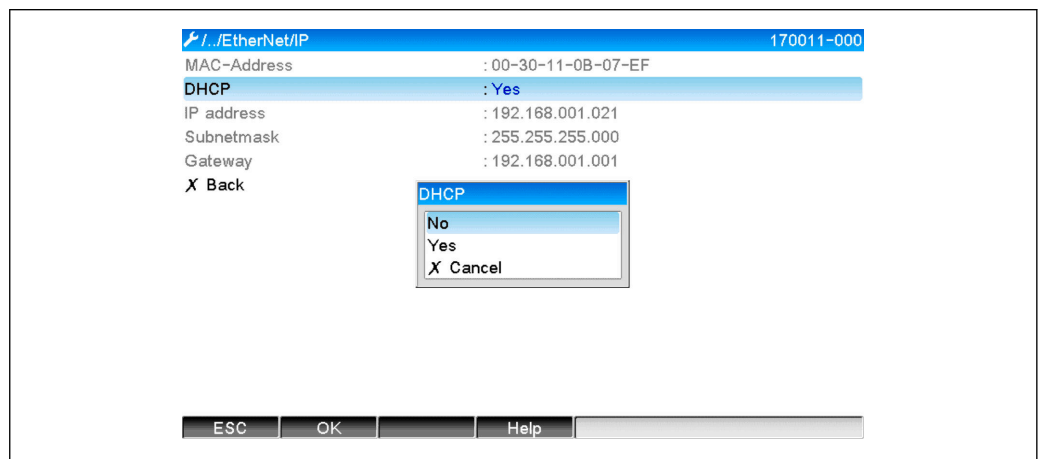 /../EtherNet/IP 170011-000
MAC-Address : 00-30-11-0B-07-EF
DHCP : Yes
IP address : 192.168.001.021
Subnetmask : 255.255.255.000
Gateway : 192.168.001.001
X Back
DHCP
No
Yes
X Cancel
ESC OK Help